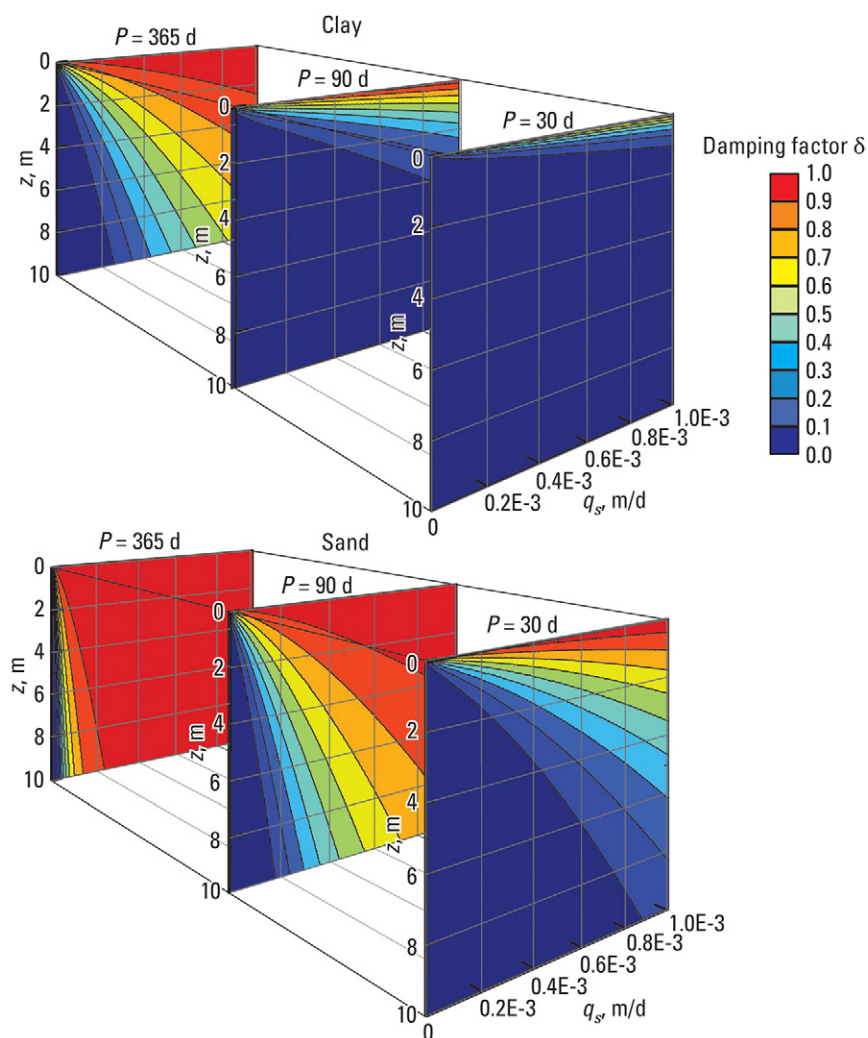 Clay
P = 365 d
P = 90 d
P = 30 d
0
2
4
6
8
10
z, m
0
2
4
6
8
10
z, m
0
2
4
6
8
10
z, m
0
0.2E-3
0.4E-3
0.6E-3
0.8E-3
1.0E-3
qs, m/d
Damping factor δ
1.0
0.9
0.8
0.7
0.6
0.5
0.4
0.3
0.2
0.1
0.0
Sand
P = 365 d
P = 90 d
P = 30 d
0
2
4
6
8
10
z, m
0
2
4
6
8
10
z, m
0
2
4
6
8
10
z, m
0
0.2E-3
0.4E-3
0.6E-3
0.8E-3
1.0E-3
qs, m/d